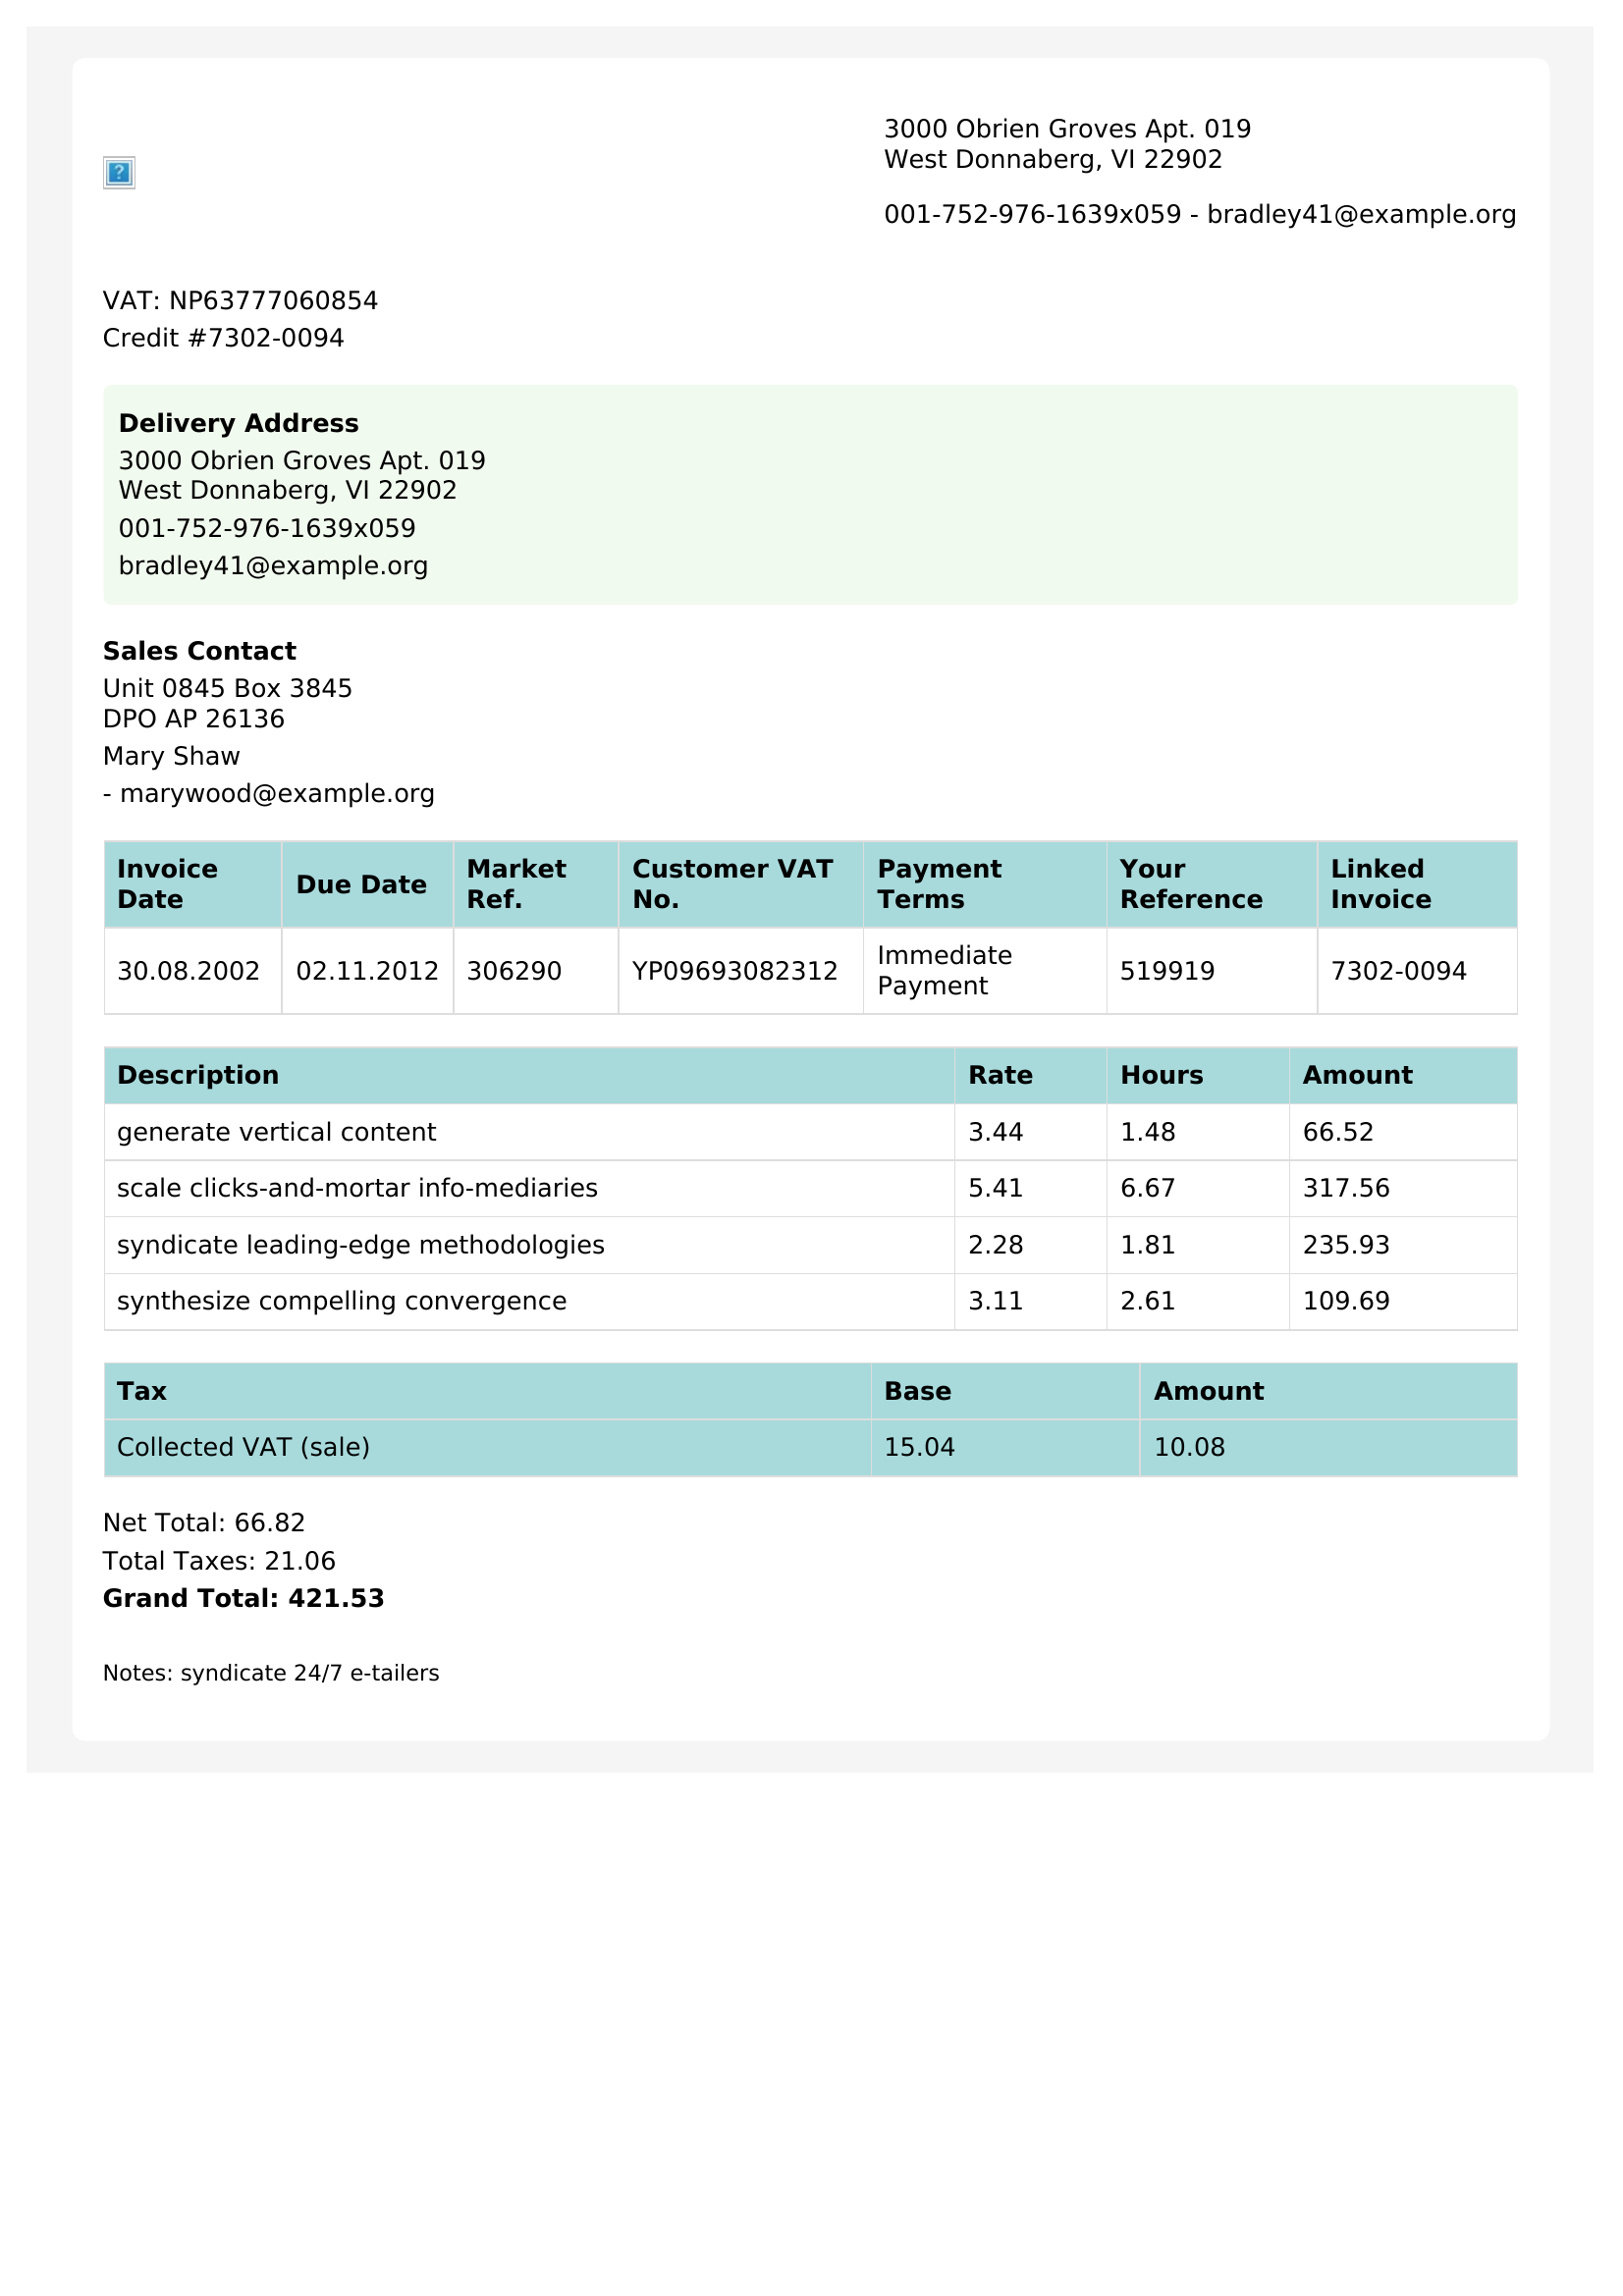 3000 Obrien Groves Apt. 019
West Donnaberg, VI 22902
001-752-976-1639x059 - bradley41@example.org
VAT: NP63777060854
Credit #7302-0094
Delivery Address
3000 Obrien Groves Apt. 019
West Donnaberg, VI 22902
001-752-976-1639x059
bradley41@example.org
Sales Contact
Unit 0845 Box 3845
DPO AP 26136
Mary Shaw
- marywood@example.org
Invoice Date Due Date Market Ref. Customer VAT No. Payment Terms Your Reference Linked Invoice
30.08.2002 02.11.2012 306290 YP09693082312 Immediate Payment 519919 7302-0094
Description Rate Hours Amount
generate vertical content 3.44 1.48 66.52
scale clicks-and-mortar info-mediaries 5.41 6.67 317.56
syndicate leading-edge methodologies 2.28 1.81 235.93
synthesize compelling convergence 3.11 2.61 109.69
Tax Base Amount
Collected VAT (sale) 15.04 10.08
Net Total: 66.82
Total Taxes: 21.06
Grand Total: 421.53
Notes: syndicate 24/7 e-tailers